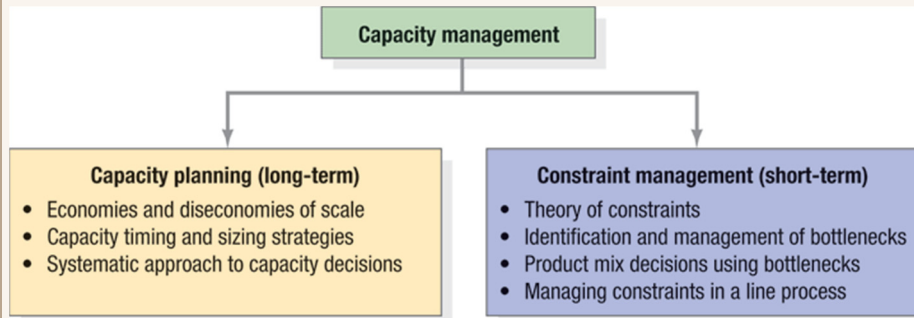 Capacity management
Capacity planning (long-term)
• Economies and diseconomies of scale
• Capacity timing and sizing strategies
• Systematic approach to capacity decisions
Constraint management (short-term)
• Theory of constraints
• Identification and management of bottlenecks
• Product mix decisions using bottlenecks
• Managing constraints in a line process